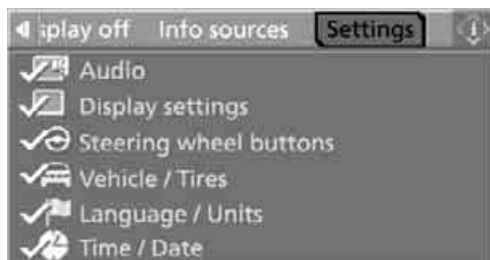 splay off Info sources Settings
Audio
Display settings
Steering wheel buttons
Vehicle / Tires
Language / Units
Time / Date